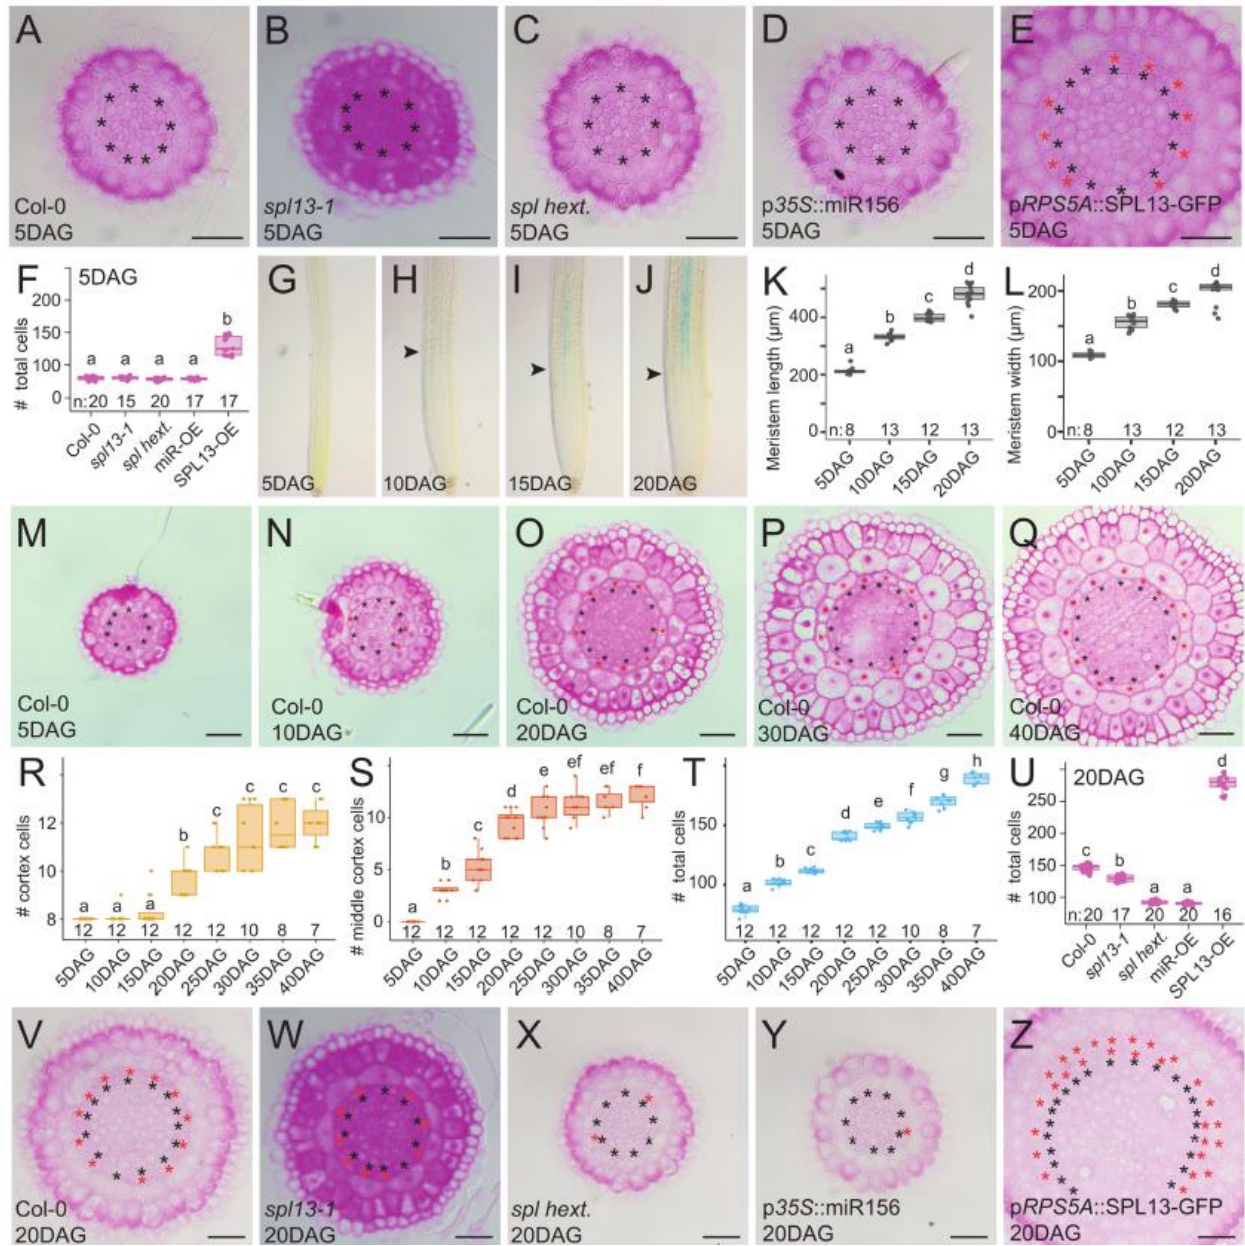 A
Col-0
5DAG
B
spl13-1
5DAG
C
spl hext.
5DAG
D
p35S::miR156
5DAG
E
pRPS5A::SPL13-GFP
5DAG
F
5DAG
# total cells
200
150
100
50
0
a
a
a
a
b
n:20
15
20
17
17
Col-0
spl13-1
spl hext.
miR-OE
SPL13-OE
G
5DAG
H
10DAG
I
15DAG
J
20DAG
K
Meristem length (µm)
400
200
0
a
b
c
d
n:8
13
12
13
5DAG
10DAG
15DAG
20DAG
L
Meristem width (µm)
200
100
0
a
b
c
d
n:8
13
12
13
5DAG
10DAG
15DAG
20DAG
M
Col-0
5DAG
N
Col-0
10DAG
O
Col-0
20DAG
P
Col-0
30DAG
Q
Col-0
40DAG
R
# cortex cells
12
10
8
a
a
a
b
c
c
c
c
12
12
12
12
12
10
8
7
5DAG
10DAG
15DAG
20DAG
25DAG
30DAG
35DAG
40DAG
S
# middle cortex cells
10
5
0
a
b
c
d
e
ef
ef
f
12
12
12
12
12
10
8
7
5DAG
10DAG
15DAG
20DAG
25DAG
30DAG
35DAG
40DAG
T
# total cells
150
100
a
b
c
d
e
f
g
h
12
12
12
12
12
10
8
7
5DAG
10DAG
15DAG
20DAG
25DAG
30DAG
35DAG
40DAG
U
20DAG
# total cells
250
200
150
100
c
b
a
a
d
n:20
17
20
20
16
Col-0
spl13-1
spl hext.
miR-OE
SPL13-OE
V
Col-0
20DAG
W
spl13-1
20DAG
X
spl hext.
20DAG
Y
p35S::miR156
20DAG
Z
pRPS5A::SPL13-GFP
20DAG